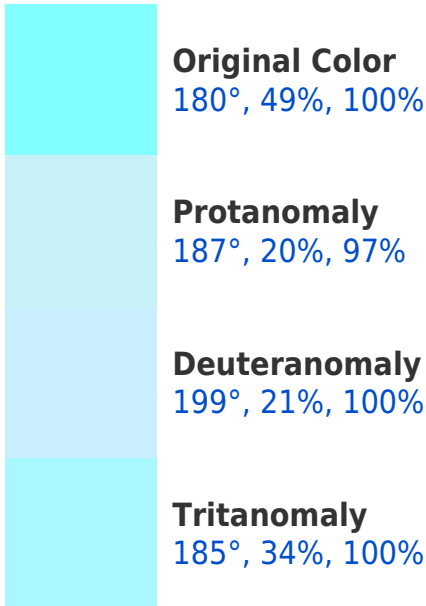 Original Color
180°, 49%, 100%
Protanomaly
187°, 20%, 97%
Deuteranomaly
199°, 21%, 100%
Tritanomaly
185°, 34%, 100%